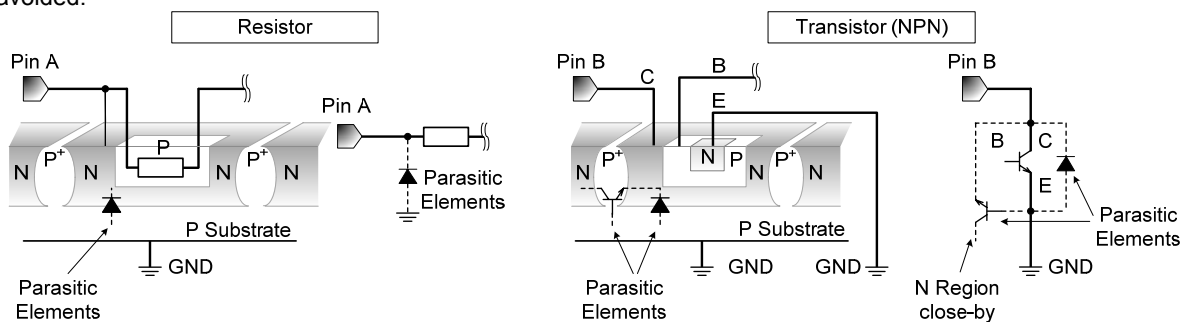 avoided.
Resistor
Transistor (NPN)
Pin A
Pin A
N
P+
N
P
N
P+
N
Parasitic
Elements
P Substrate
GND
Parasitic
Elements
Pin B
C
B
E
N
P+
N
N
P
P+
N
P Substrate
GND
GND
Parasitic
Elements
Pin B
B
C
E
Parasitic
Elements
GND
N Region
close-by